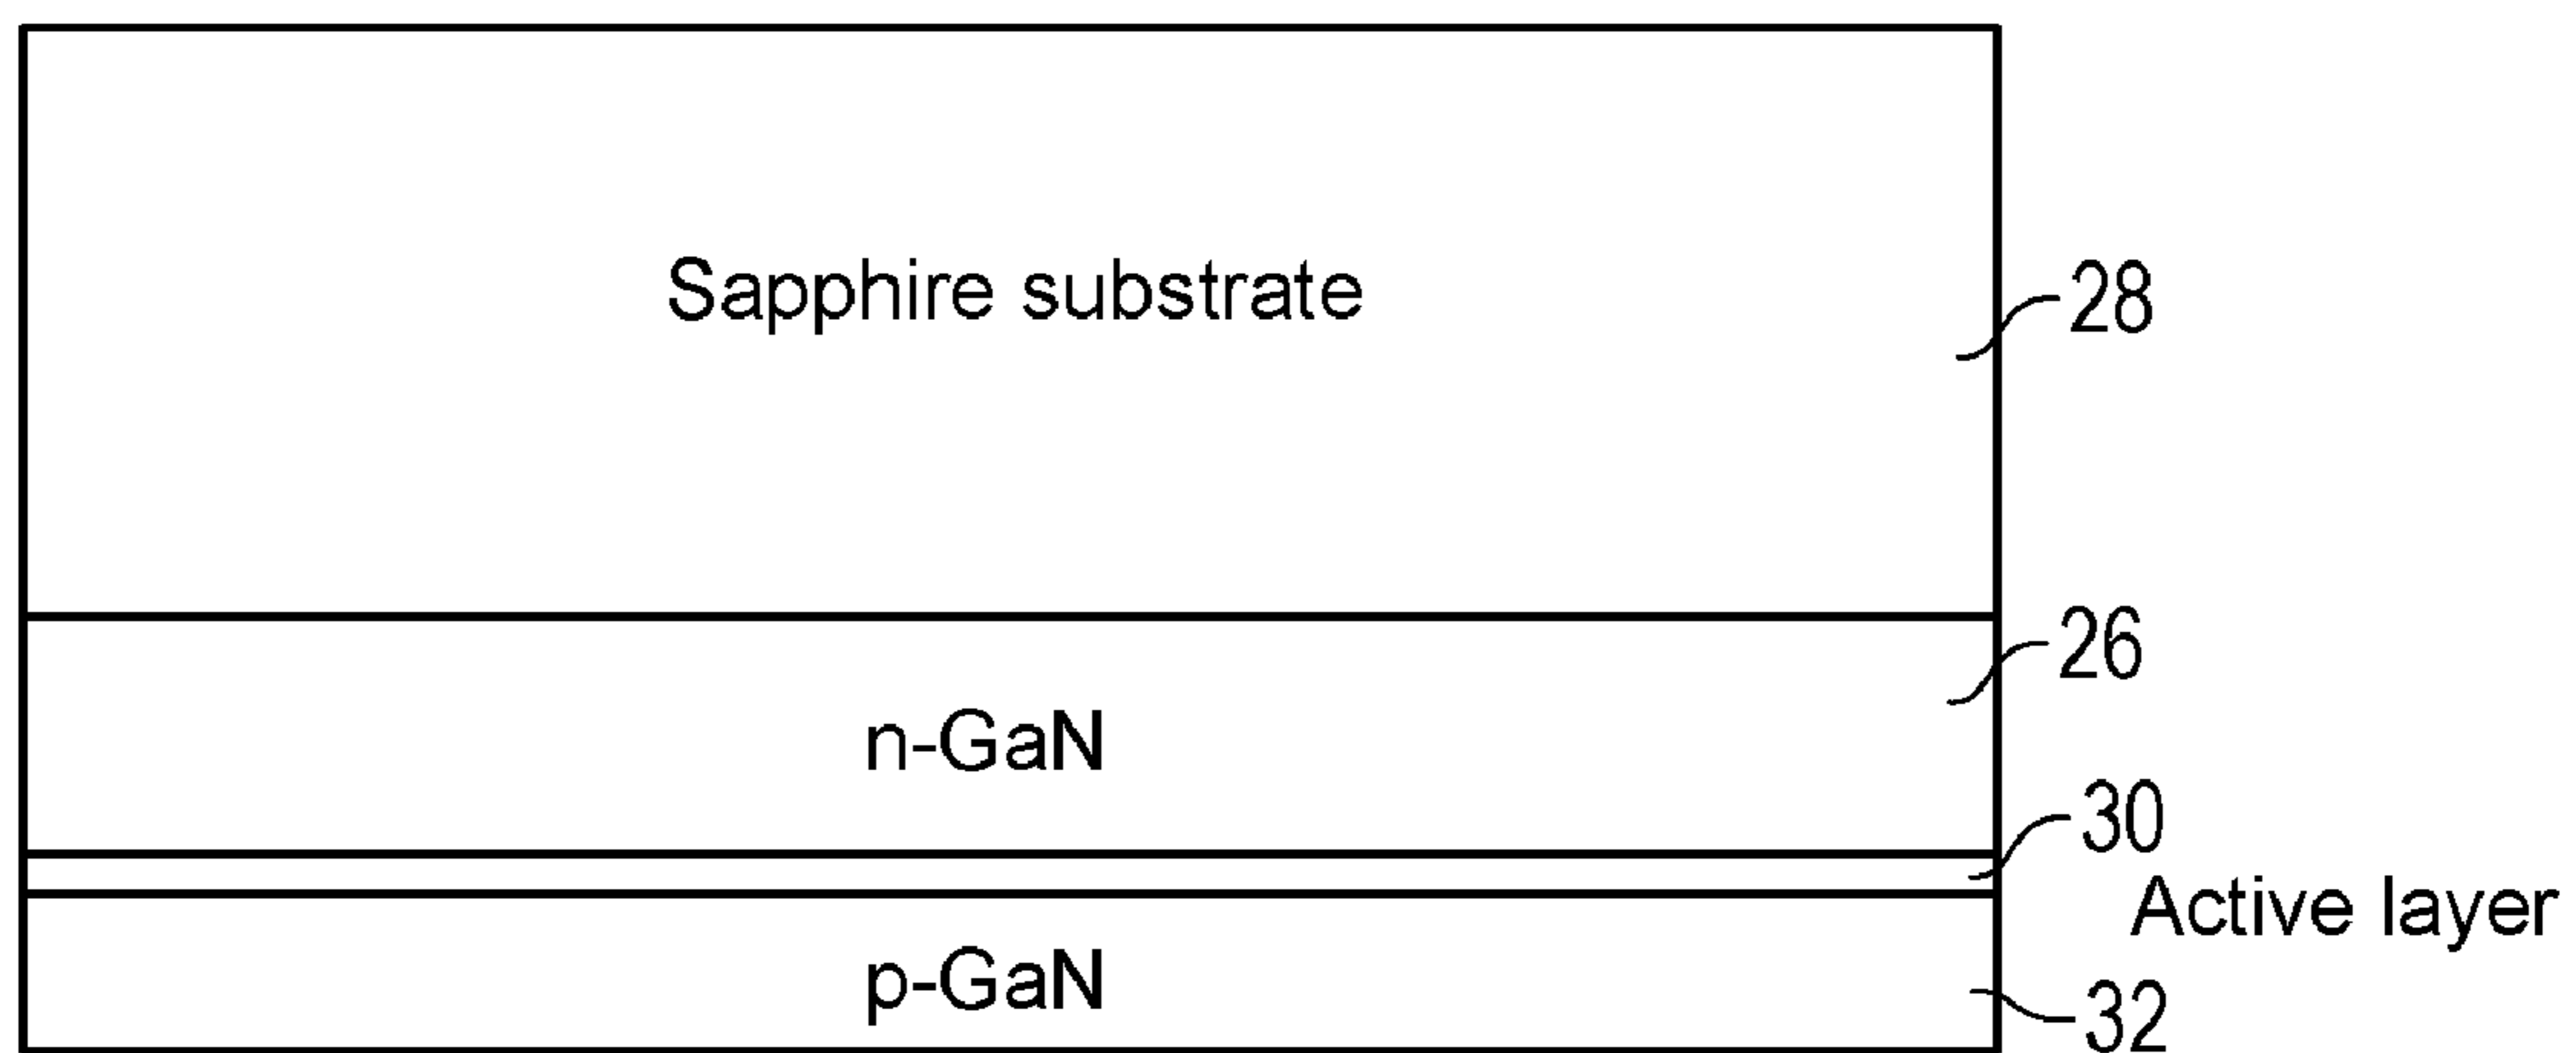 Sapphire substrate
28
26
n-GaN
30
Active layer
p-GaN
32